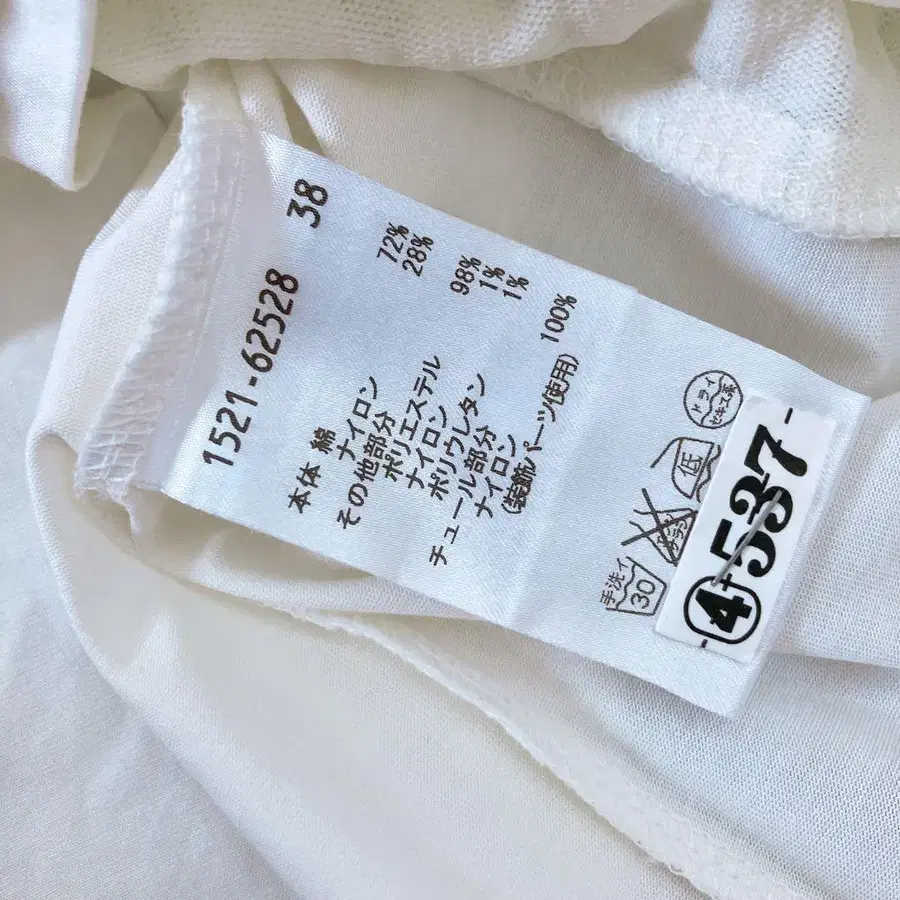 1521-62528 38
本体 綿 72%
ナイロン 28%
その他部分
ポリエステル 98%
ナイロン 1%
ポリウレタン 1%
チュール部分
ナイロン 100%
(装飾パーツ使用)
手洗イ
30
低
ドライ
セキユ系
④-537-